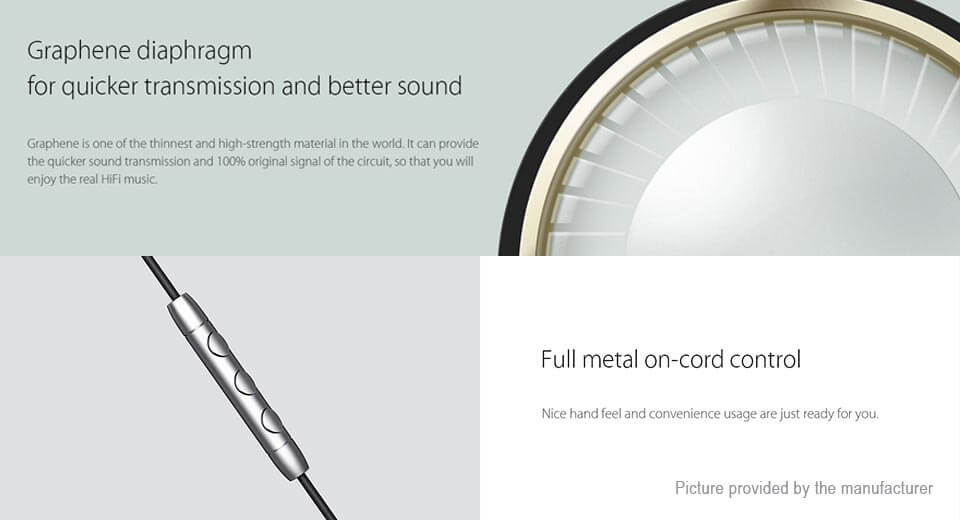 Graphene diaphragm
for quicker transmission and better sound
Graphene is one of the thinnest and high-strength material in the world. It can provide
the quicker sound transmission and 100% original signal of the circuit, so that you will
enjoy the real HiFi music.
Full metal on-cord control
Nice hand feel and convenience usage are just ready for you.
Picture provided by the manufacturer